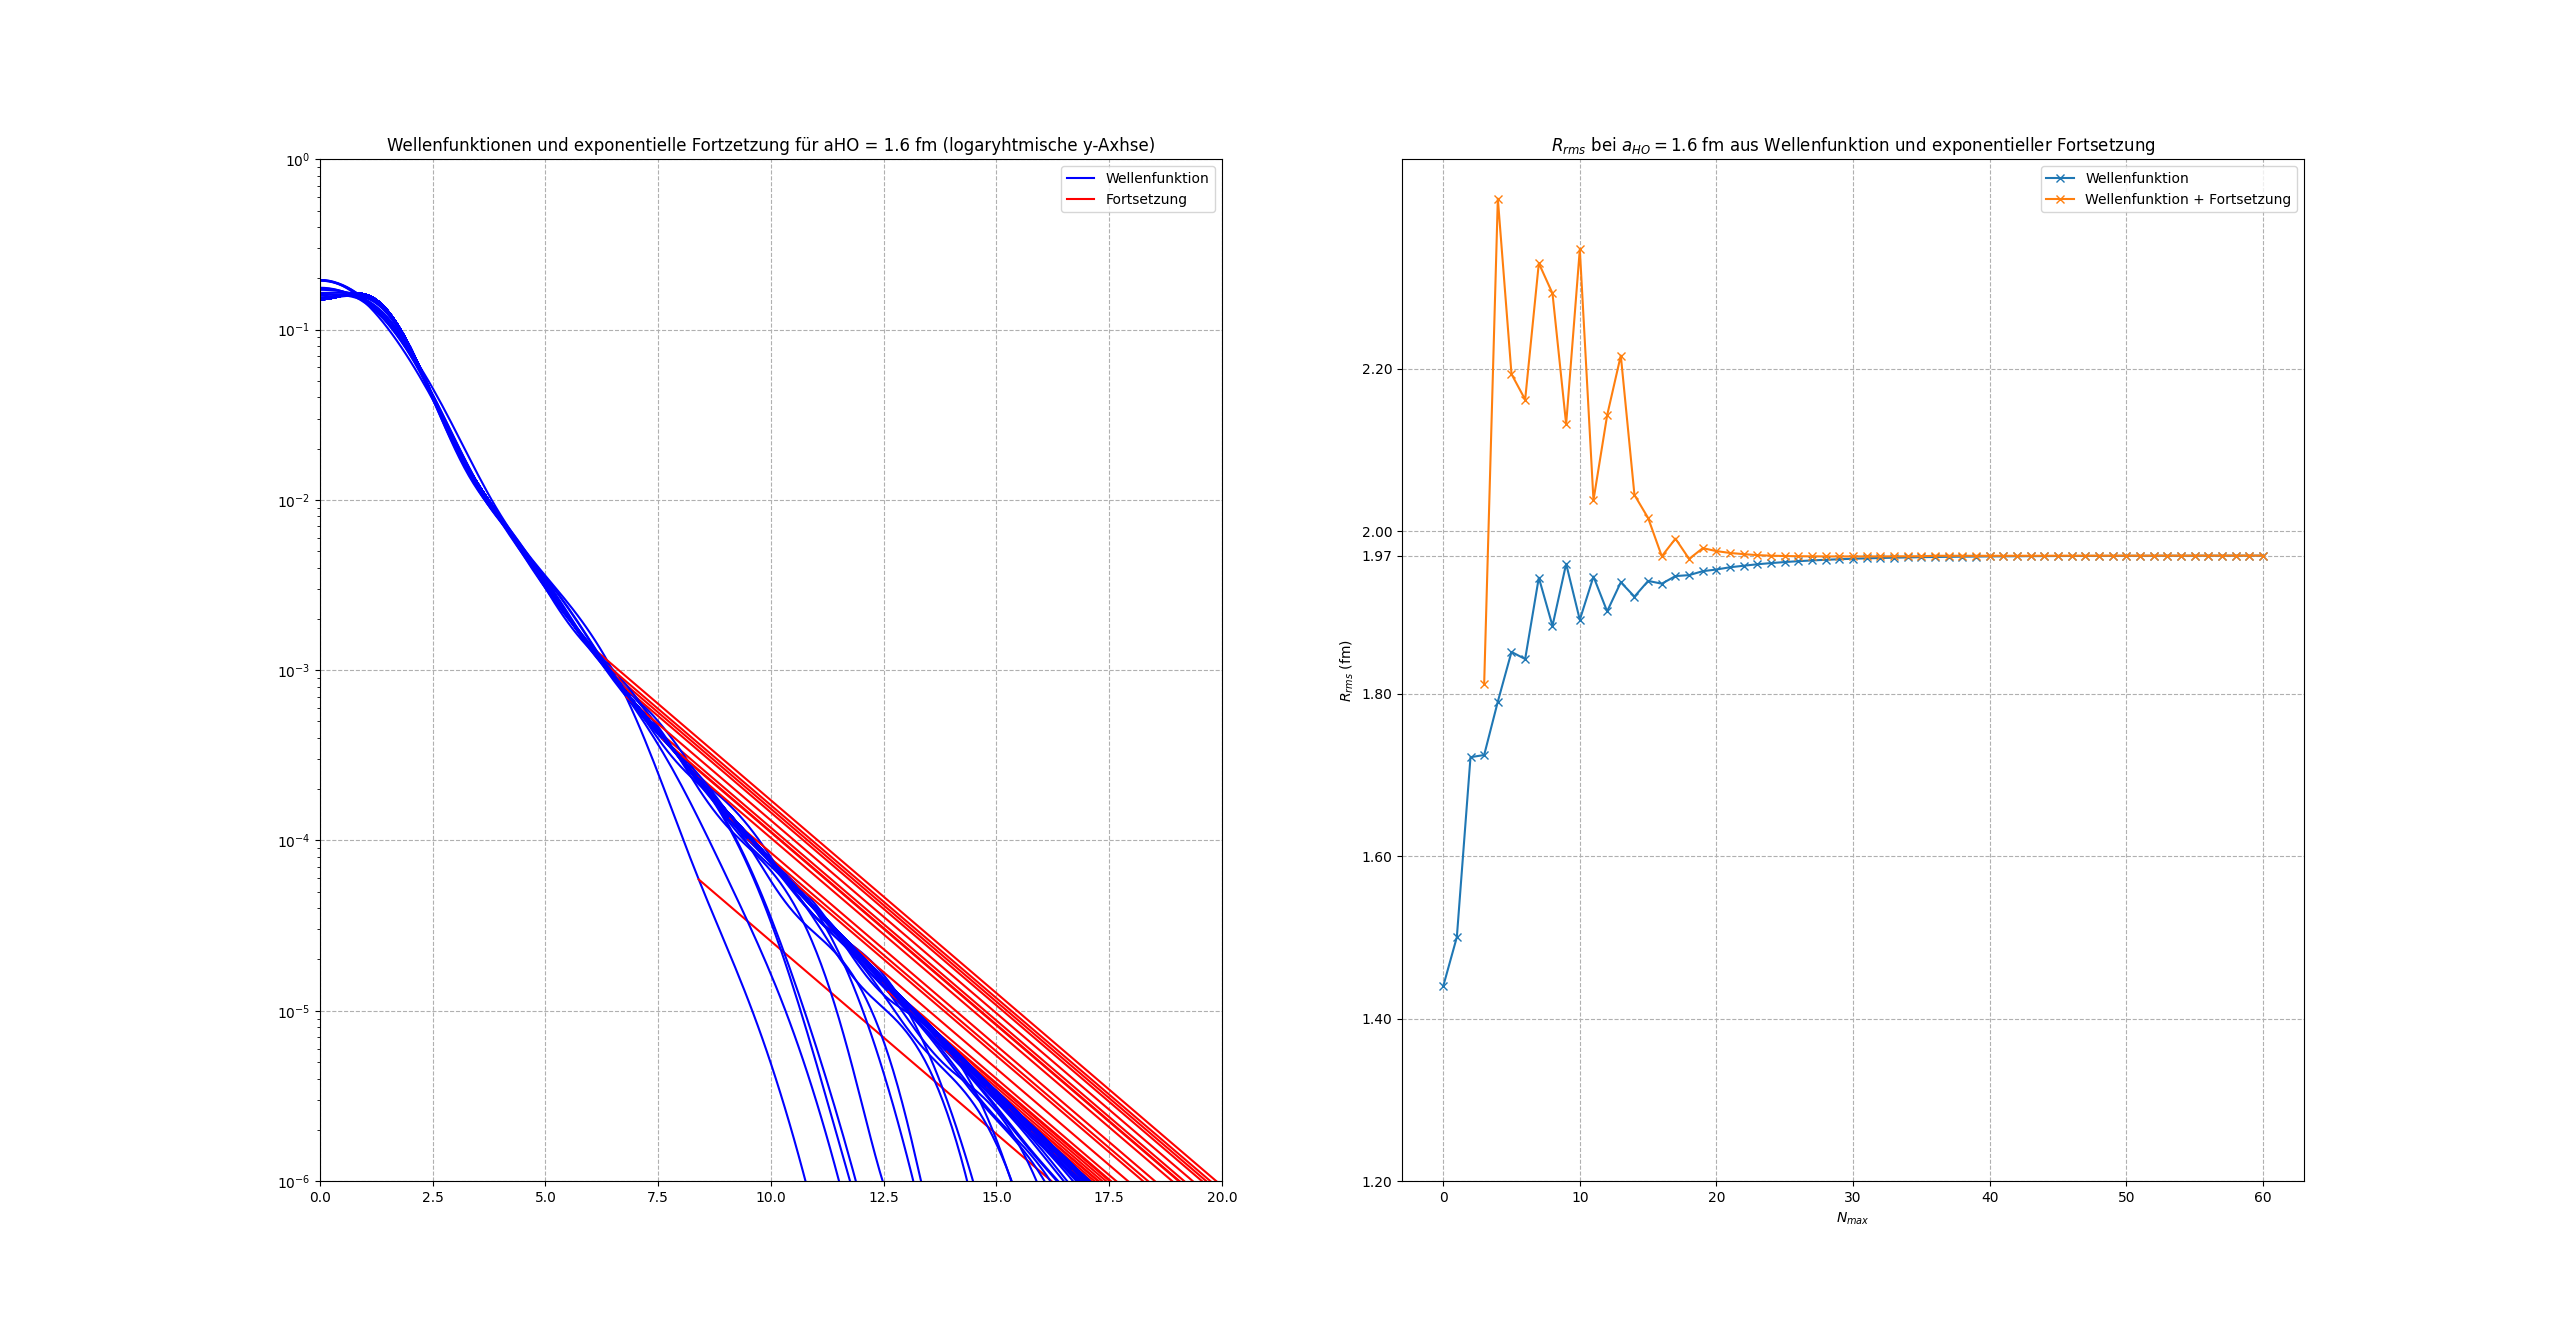 Wellenfunktionen und exponentielle Fortzetzung für aHO = 1.6 fm (logaryhtmische y-Axhse)
10⁰
10⁻¹
10⁻²
10⁻³
10⁻⁴
10⁻⁵
10⁻⁶
Wellenfunktion
Fortsetzung
0.0 2.5 5.0 7.5 10.0 12.5 15.0 17.5 20.0
R_rms bei a_HO = 1.6 fm aus Wellenfunktion und exponentieller Fortsetzung
Wellenfunktion
Wellenfunktion + Fortsetzung
R_rms (fm)
2.20
2.00
1.97
1.80
1.60
1.40
1.20
0 10 20 30 40 50 60
N_max